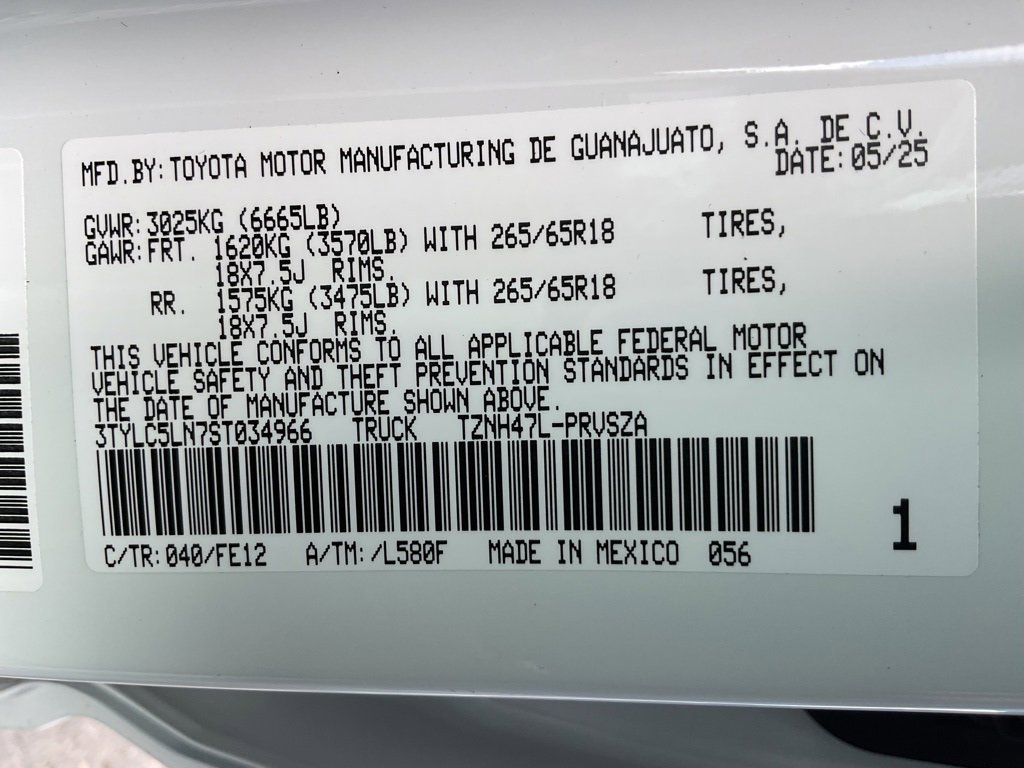 MFD.BY:TOYOTA MOTOR MANUFACTURING DE GUANAJUATO, S.A. DE C.V.
DATE:05/25
GVWR:3025KG (6665LB)
GAWR:FRT. 1620KG (3570LB) WITH 265/65R18 TIRES,
18X7.5J RIMS.
RR. 1575KG (3475LB) WITH 265/65R18 TIRES,
18X7.5J RIMS.
THIS VEHICLE CONFORMS TO ALL APPLICABLE FEDERAL MOTOR
VEHICLE SAFETY AND THEFT PREVENTION STANDARDS IN EFFECT ON
THE DATE OF MANUFACTURE SHOWN ABOVE.
3TYLC5LN7ST034966 TRUCK TZNH47L-PRVSZA
1
C/TR:040/FE12 A/TM:/L580F MADE IN MEXICO 056